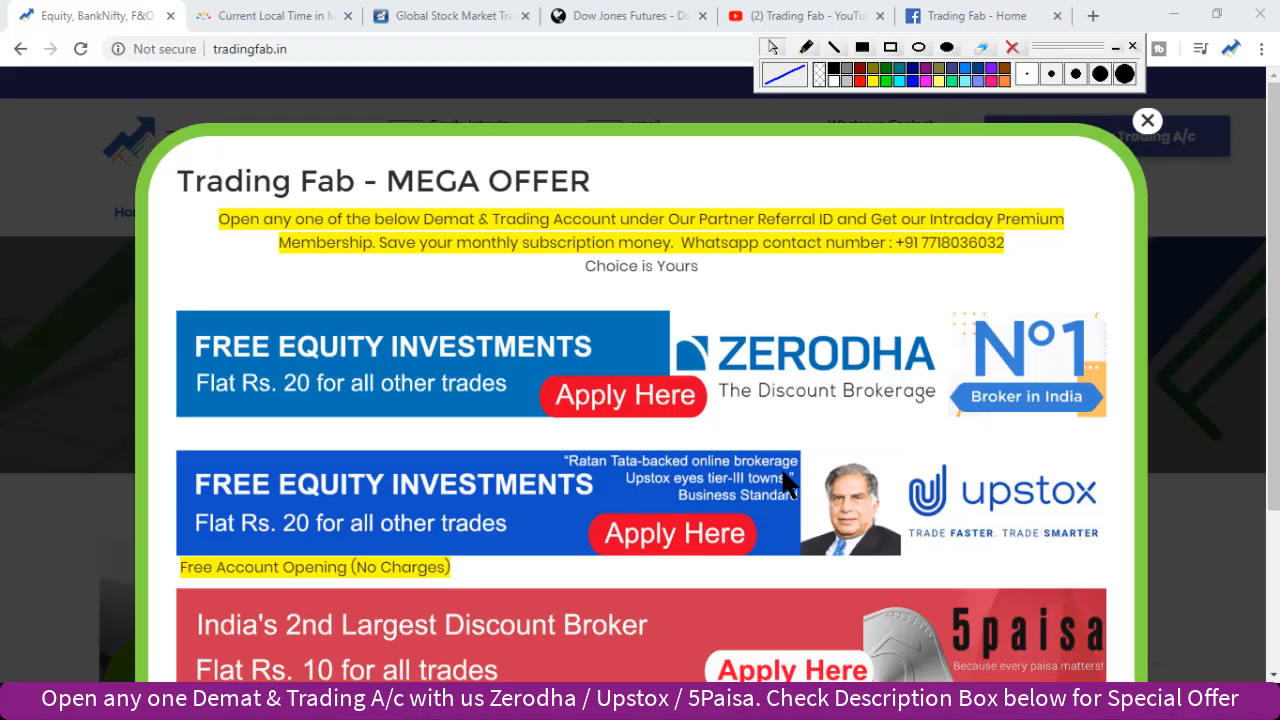 Equity, BankNifty, F&O
Current Local Time in
Global Stock Market Tr
Dow Jones Futures - Do
(2) Trading Fab - YouTu
Trading Fab - Home
Not secure
tradingfab.in
Trading A/c
Trading Fab - MEGA OFFER
Open any one of the below Demat & Trading Account under Our Partner Referral ID and Get our Intraday Premium
Membership. Save your monthly subscription money. Whatsapp contact number : +91 7718036032
Choice is Yours
FREE EQUITY INVESTMENTS
Flat Rs. 20 for all other trades
Apply Here
ZERODHA
The Discount Brokerage
Nº1
Broker in India
FREE EQUITY INVESTMENTS
Flat Rs. 20 for all other trades
“Ratan Tata-backed online brokerage
Upstox eyes tier-III towns”
Business Standard
Apply Here
upstox
TRADE FASTER. TRADE SMARTER
Free Account Opening (No Charges)
India's 2nd Largest Discount Broker
Flat Rs. 10 for all trades
Apply Here
5paisa
Because every paisa matters!
Open any one Demat & Trading A/c with us Zerodha / Upstox / 5Paisa. Check Description Box below for Special Offer